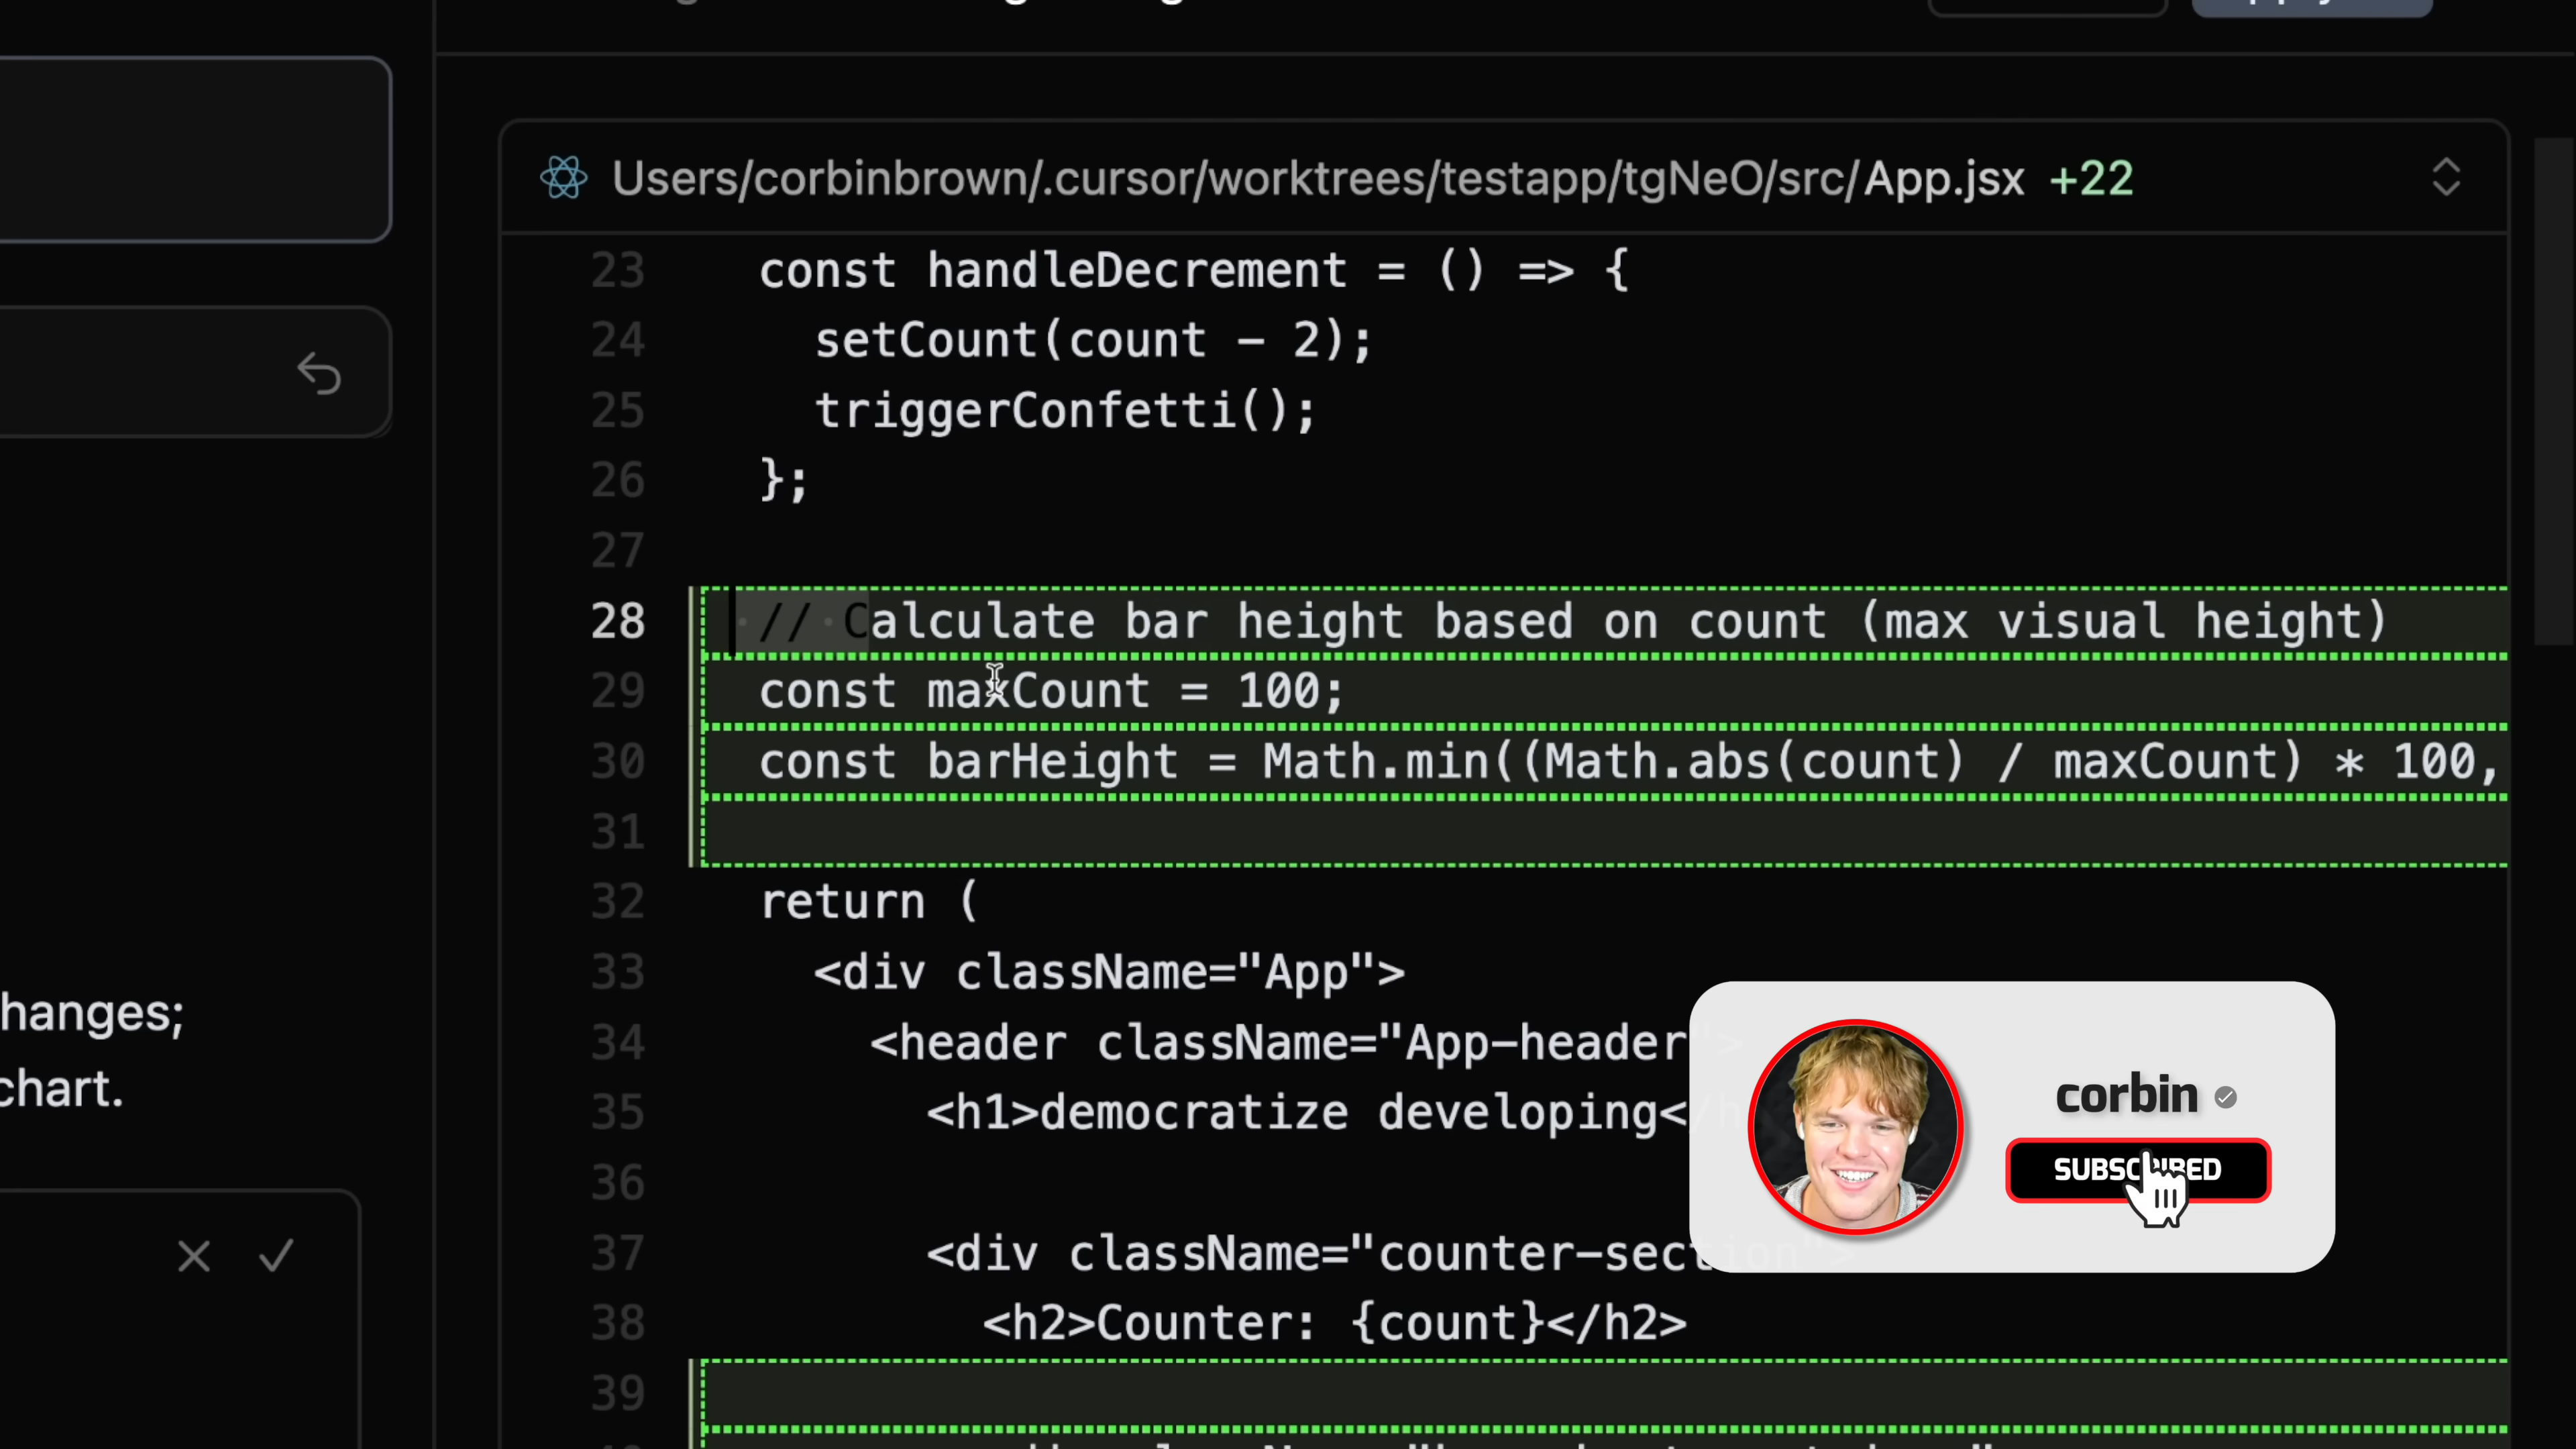 Users/corbinbrown/.cursor/worktrees/testapp/tgNeO/src/App.jsx +22
23 const handleDecrement = () => {
24 setCount(count - 2);
25 triggerConfetti();
26 };
27
28 // Calculate bar height based on count (max visual height)
29 const maxCount = 100;
30 const barHeight = Math.min((Math.abs(count) / maxCount) * 100,
31
32 return (
33 <div className="App">
34 <header className="App-header">
35 <h1>democratize developing</h
36
37 <div className="counter-section">
38 <h2>Counter: {count}</h2>
39
hanges;
chart.
corbin
SUBSCRIBED